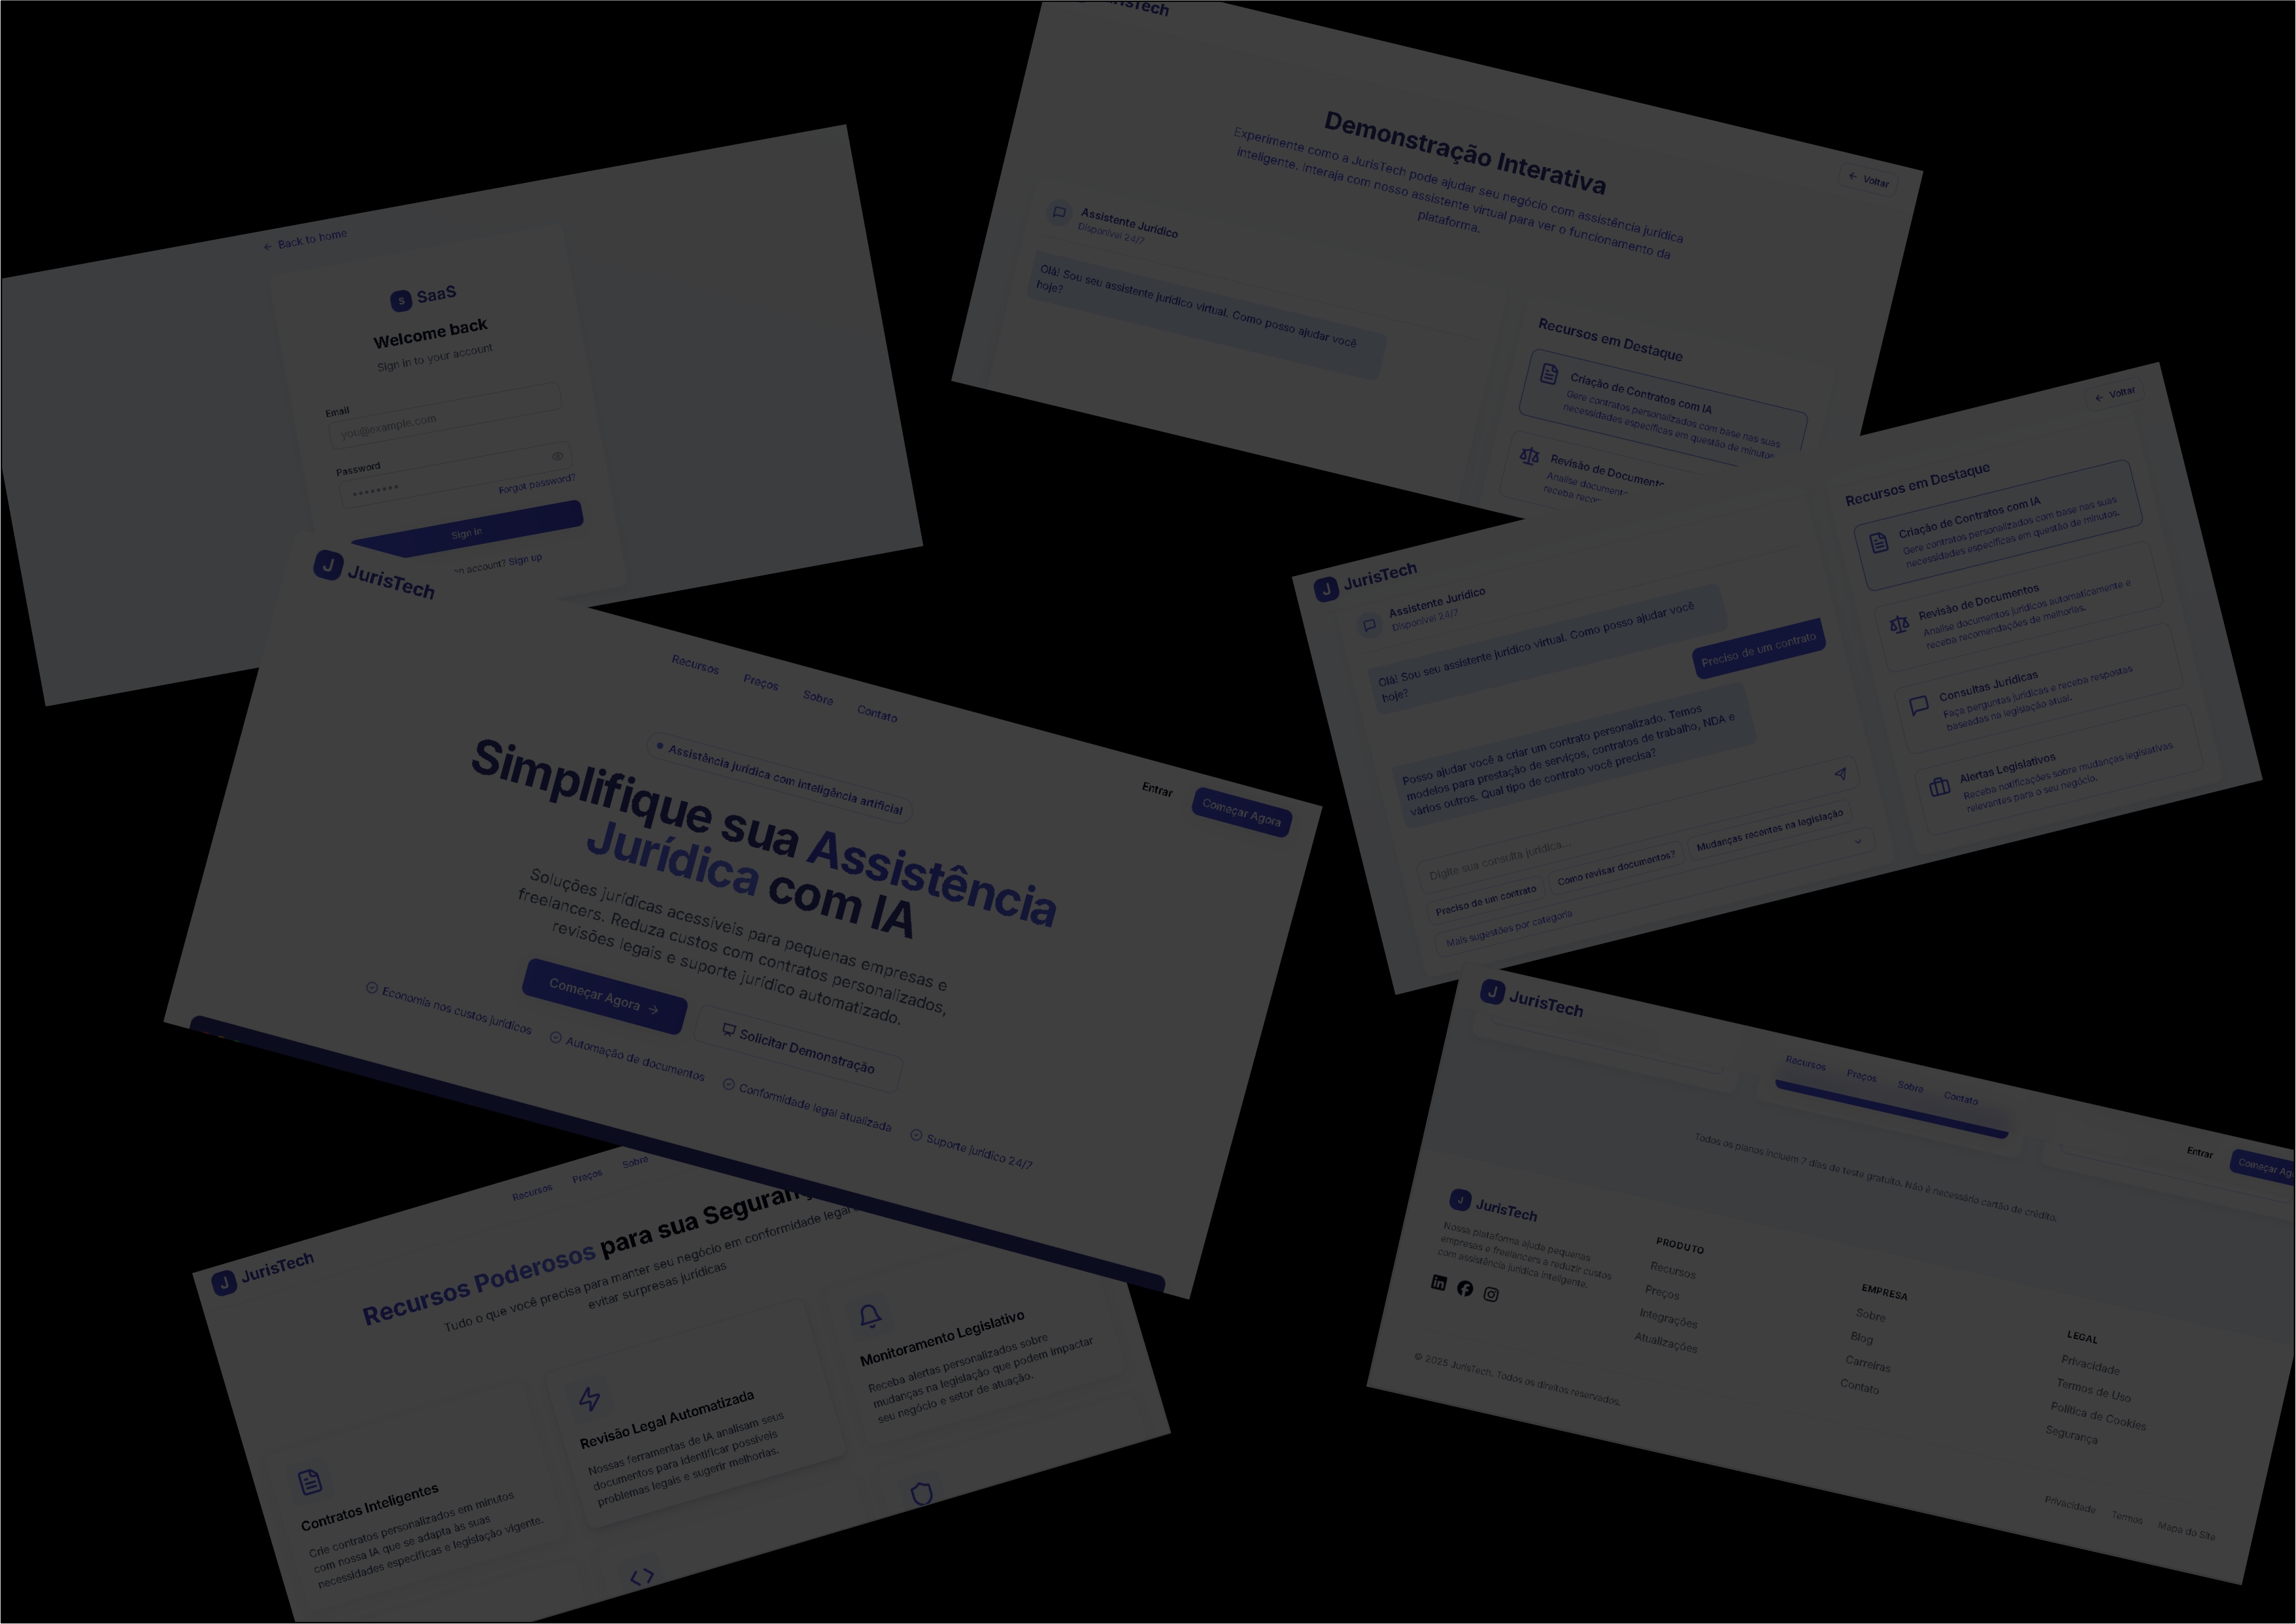 ← Back to home
S SaaS
Welcome back
Sign in to your account
Email
you@example.com
Password
••••••••
Forgot password?
Sign in
account? Sign up
Demonstração Interativa
Experimente como a JurisTech pode ajudar seu negócio com assistência jurídica
inteligente. Interaja com nosso assistente virtual para ver o funcionamento da
plataforma.
← Voltar
Assistente Jurídico
Disponível 24/7
Olá! Sou seu assistente jurídico virtual. Como posso ajudar você
hoje?
Recursos em Destaque
Criação de Contratos com IA
Gere contratos personalizados com base nas suas
necessidades específicas em questão de minutos
Revisão de Documento
Analise
receba
J JurisTech
Assistente Jurídico
Disponível 24/7
Olá! Sou seu assistente jurídico virtual. Como posso ajudar você
hoje?
Preciso de um contrato
Posso ajudar você a criar um contrato personalizado. Temos
modelos para prestação de serviços, contratos de trabalho, NDA e
vários outros. Qual tipo de contrato você precisa?
Digite sua consulta jurídica...
Preciso de um contrato
Como revisar documentos?
Mudanças recentes na legislação
Mais sugestões por categoria
← Voltar
Recursos em Destaque
Criação de Contratos com IA
Gere contratos personalizados com base nas suas
necessidades específicas em questão de minutos.
Revisão de Documentos
Analise documentos jurídicos automaticamente e
receba recomendações de melhorias.
Consultas Jurídicas
Faça perguntas jurídicas e receba respostas
baseadas na legislação atual.
Alertas Legislativos
Receba notificações sobre mudanças legislativas
relevantes para o seu negócio.
J JurisTech
Recursos Preços Sobre Contato
Entrar Começar Agora
Assistência jurídica com inteligência artificial
Simplifique sua Assistência
Jurídica com IA
Soluções jurídicas acessíveis para pequenas empresas e
freelancers. Reduza custos com contratos personalizados,
revisões legais e suporte jurídico automatizado.
Começar Agora →
Solicitar Demonstração
Economia nos custos jurídicos
Automação de documentos
Conformidade legal atualizada
Suporte jurídico 24/7
J JurisTech
Recursos Preços Sobre
Recursos Poderosos para sua Seguran
Tudo o que você precisa para manter seu negócio em conformidade legal
evitar surpresas jurídicas
Contratos Inteligentes
Crie contratos personalizados em minutos
com nossa IA que se adapta às suas
necessidades específicas e legislação vigente.
Revisão Legal Automatizada
Nossas ferramentas de IA analisam seus
documentos para identificar possíveis
problemas legais e sugerir melhorias.
Monitoramento Legislativo
Receba alertas personalizados sobre
mudanças na legislação que podem impactar
seu negócio e setor de atuação.
J JurisTech
Recursos Preços Sobre Contato
Entrar Começar Ag
Todos os planos incluem 7 dias de teste gratuito. Não é necessário cartão de crédito.
J JurisTech
Nossa plataforma ajuda pequenas
empresas e freelancers a reduzir custos
com assistência jurídica inteligente.
PRODUTO
Recursos
Preços
Integrações
Atualizações
EMPRESA
Sobre
Blog
Carreiras
Contato
LEGAL
Privacidade
Termos de Uso
Política de Cookies
Segurança
© 2025 JurisTech. Todos os direitos reservados.
Privacidade Termos Mapa do Site